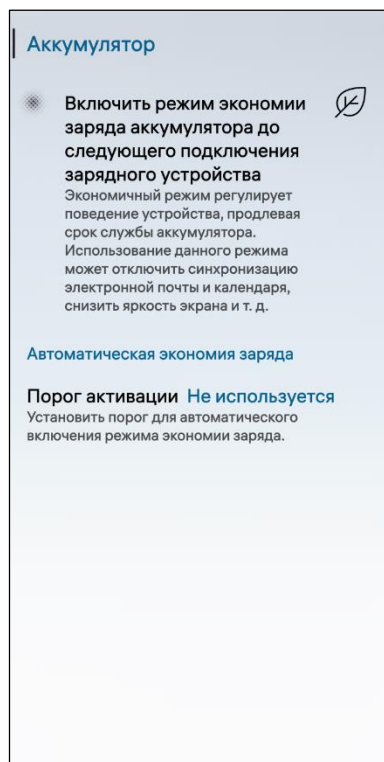 Аккумулятор
Включить режим экономии
заряда аккумулятора до
следующего подключения
зарядного устройства
Экономичный режим регулирует
поведение устройства, продлевая
срок службы аккумулятора.
Использование данного режима
может отключить синхронизацию
электронной почты и календаря,
снизить яркость экрана и т. д.
Автоматическая экономия заряда
Порог активации Не используется
Установить порог для автоматического
включения режима экономии заряда.